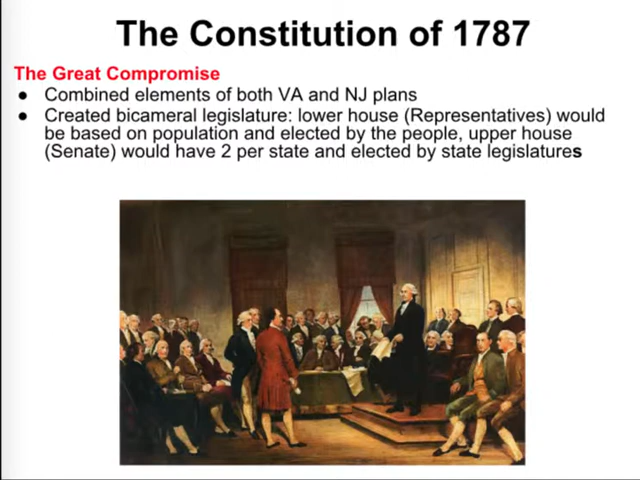 The Constitution of 1787
The Great Compromise
● Combined elements of both VA and NJ plans
● Created bicameral legislature: lower house (Representatives) would
be based on population and elected by the people, upper house
(Senate) would have 2 per state and elected by state legislatures